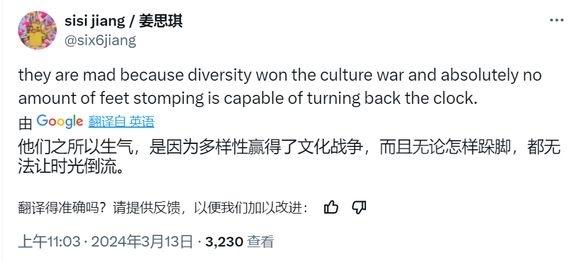 sisi jiang / 姜思琪
@six6jiang
they are mad because diversity won the culture war and absolutely no
amount of feet stomping is capable of turning back the clock.
由 Google 翻译自 英语
他们之所以生气，是因为多样性赢得了文化战争，而且无论怎样跺脚，都无
法让时光倒流。
翻译得准确吗？请提供反馈，以便我们加以改进：
上午11:03 · 2024年3月13日 · 3,230 查看